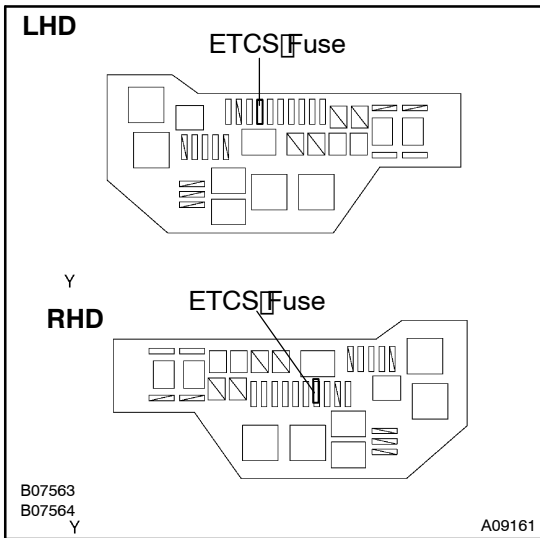 LHD
ETCS Fuse
Y
ETCS Fuse
RHD
B07563
B07564
Y
A09161